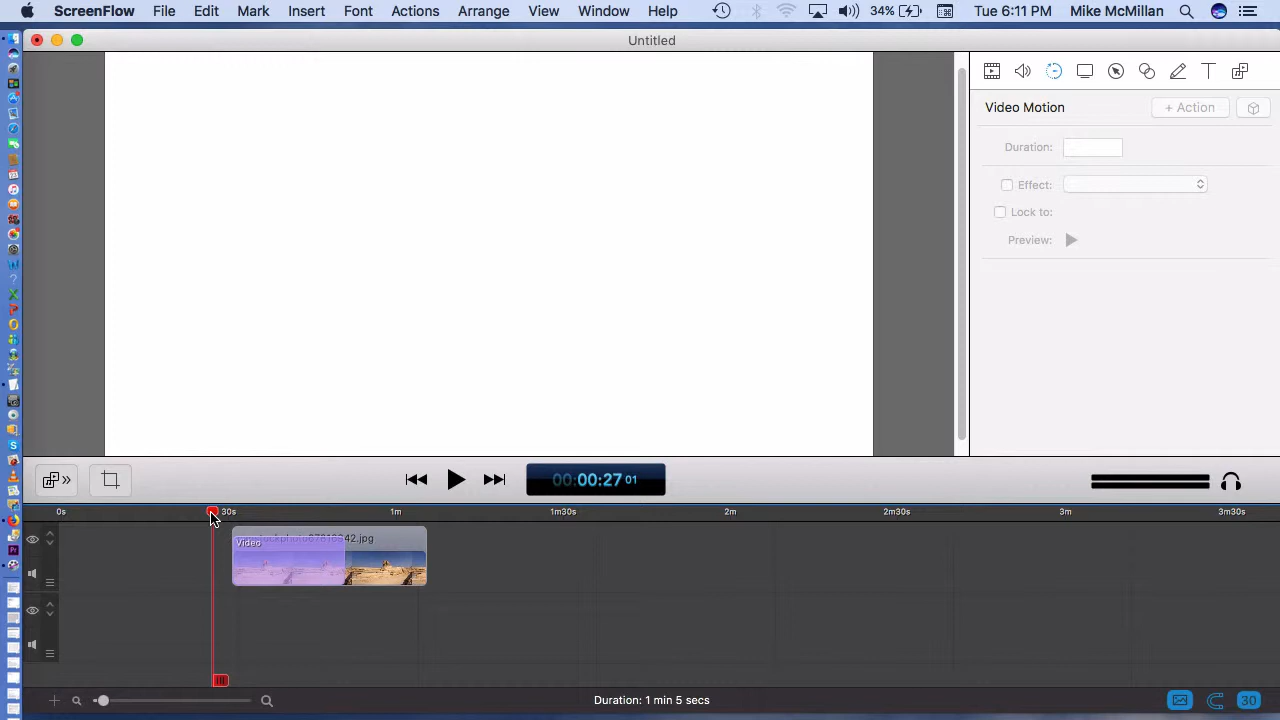 ScreenFlow File Edit Mark Insert Font Actions Arrange View Window Help 34% Tue 6:11 PM Mike McMillan
Untitled
Video Motion + Action
Duration:
Effect:
Lock to:
Preview:
00:00:27 01
0s 30s 1m 1m30s 2m 2m30s 3m 3m30s
Video
Duration: 1 min 5 secs 30